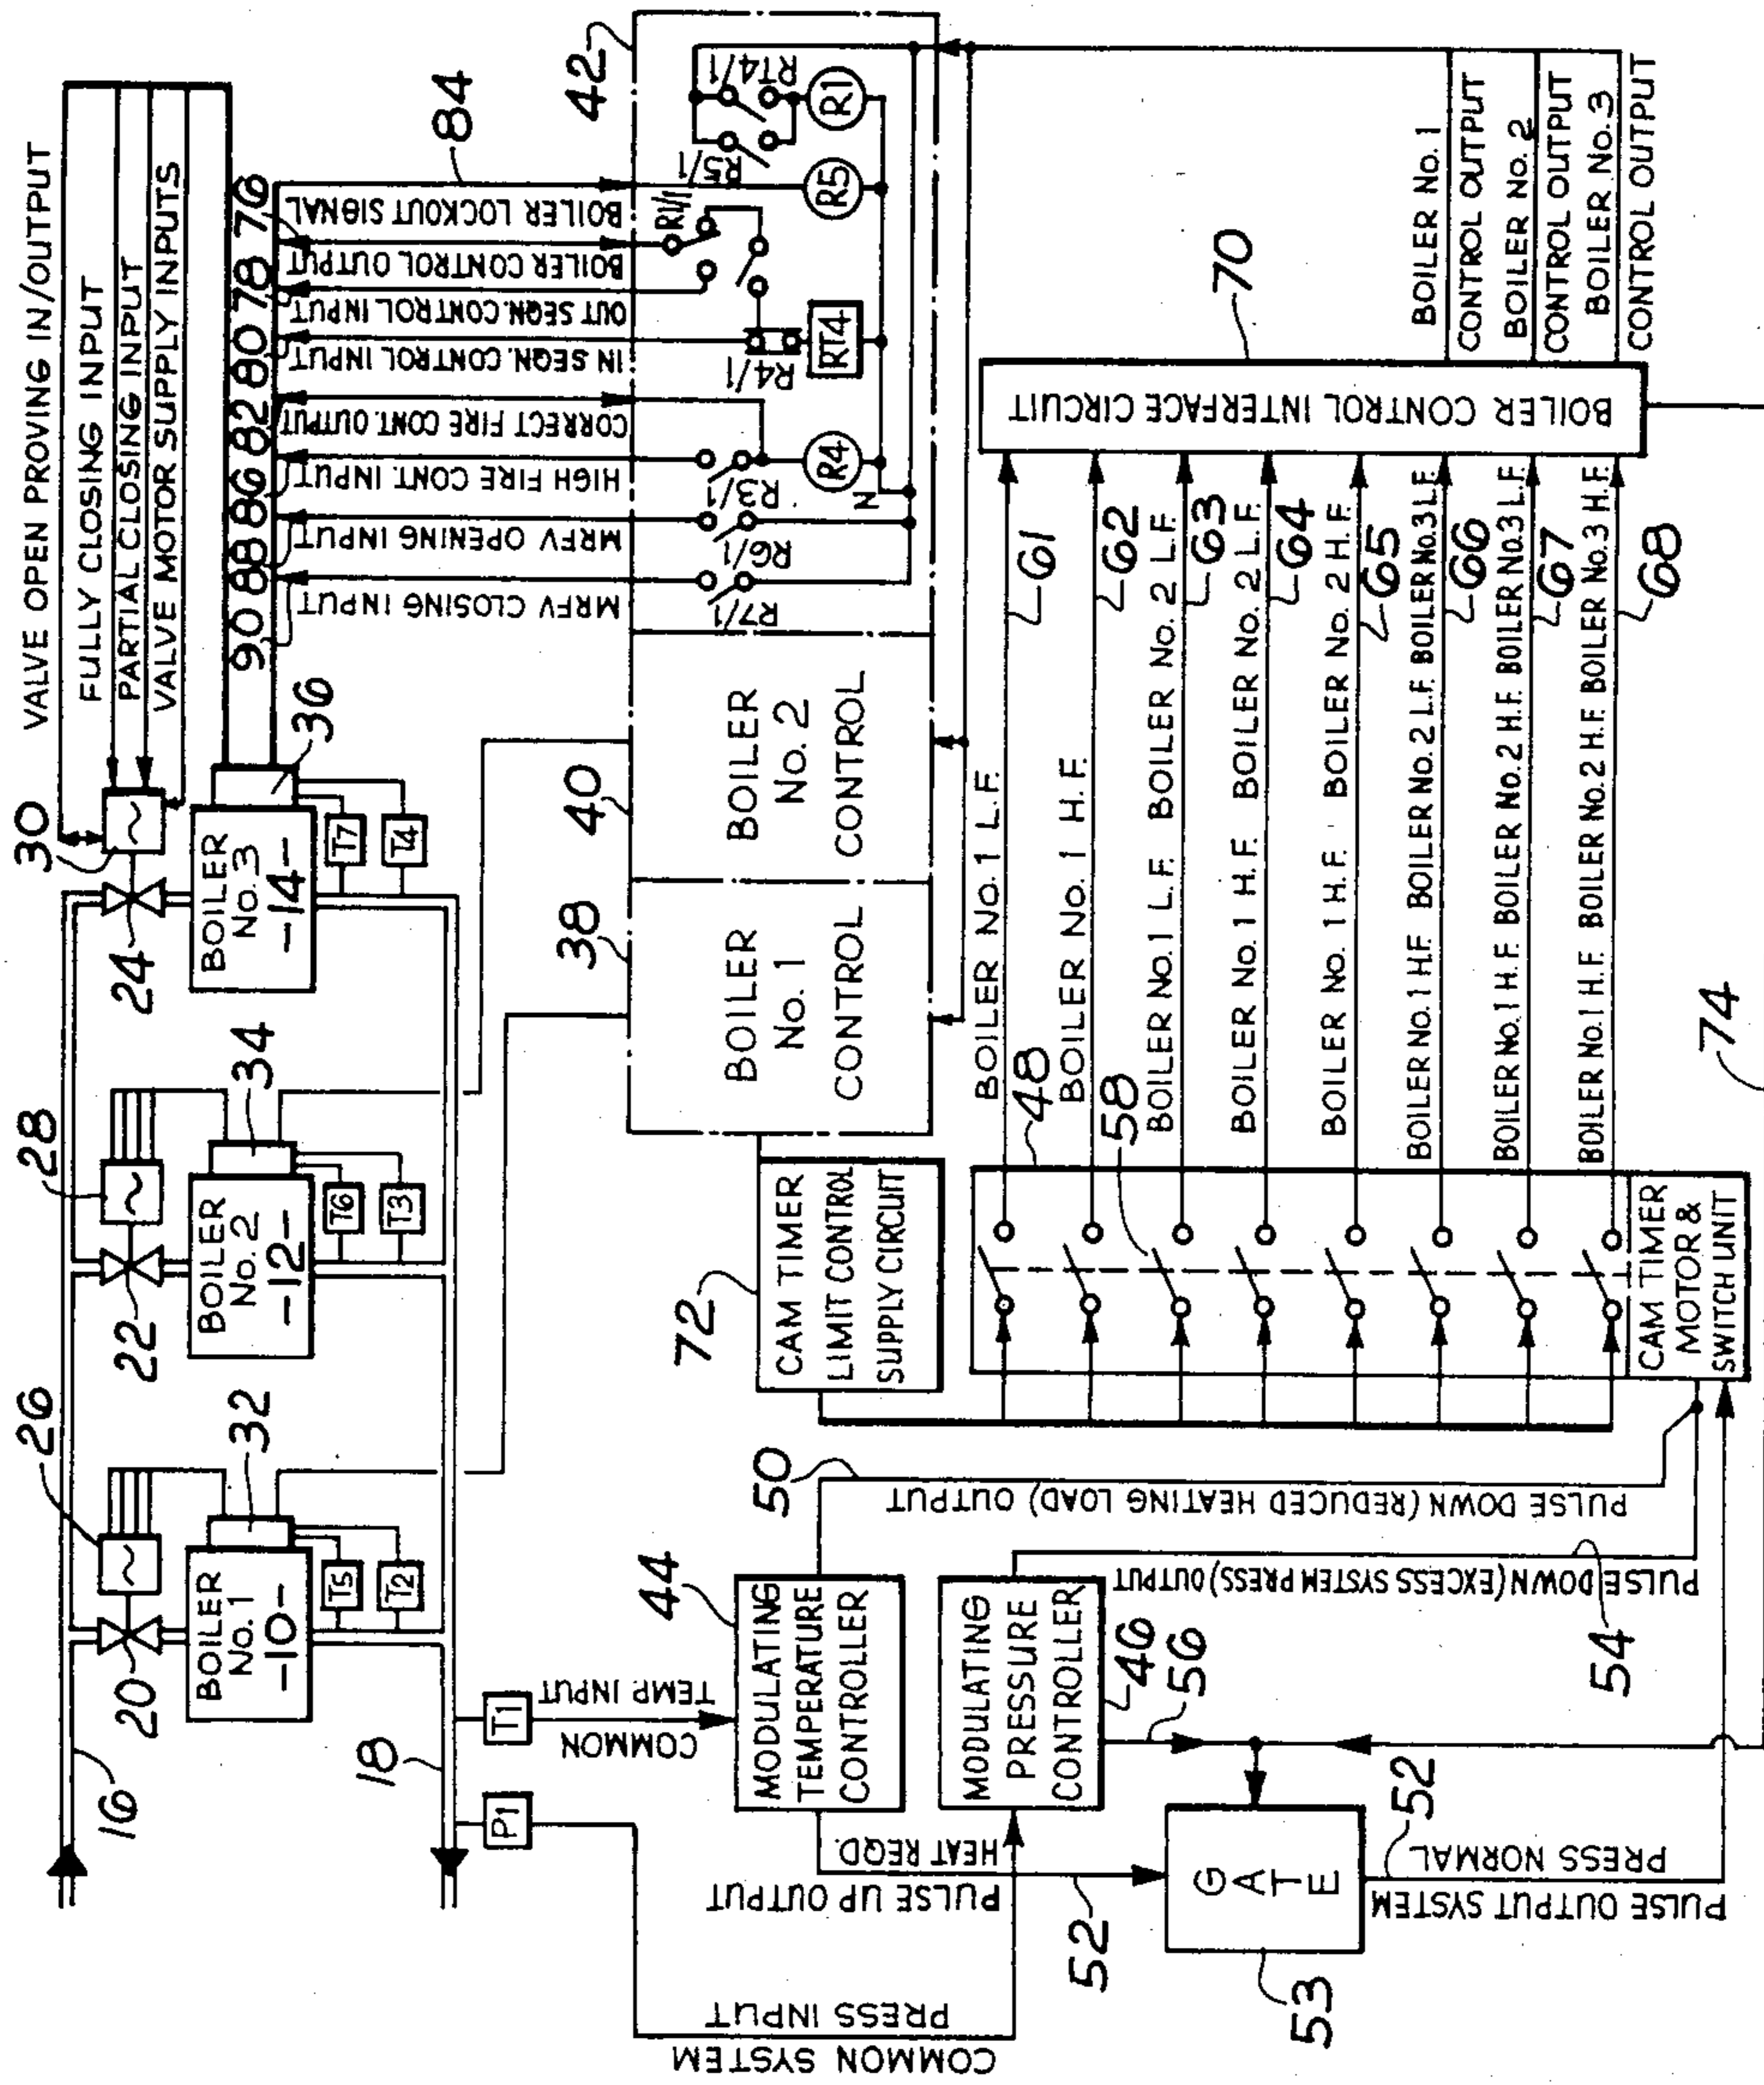 VALVE OPEN PROVING IN/OUTPUT
FULLY CLOSING INPUT
PARTIAL CLOSING INPUT
VALVE MOTOR SUPPLY INPUTS
30
28
26
24
22
20
16
18
BOILER
No. 3
-14-
BOILER
No. 2
-12-
BOILER
No. 1
-10-
36
34
32
T7
T4
T6
T3
T5
T2
T1
P1
90 88 86 82 80 78 76
84
MRFV CLOSING INPUT
MRFV OPENING INPUT
HIGH FIRE CONT. INPUT
CORRECT FIRE CONT. OUTPUT
IN SEQN. CONTROL INPUT
OUT SEQN. CONTROL INPUT
BOILER CONTROL OUTPUT
BOILER LOCKOUT SIGNAL
42
R7/1
R6/1
R3/1
R4
N
R4/1
RT4
R1/1
R5
R5/1
RT4/1
R1
40
BOILER
No. 2
CONTROL
38
BOILER
No. 1
CONTROL
72
CAM TIMER
LIMIT CONTROL
SUPPLY CIRCUIT
48
58
CAM TIMER
MOTOR &
SWITCH UNIT
BOILER No. 1 L.F.
61
BOILER No. 1 H.F.
62
BOILER No. 1 L.F. BOILER No. 2 L.F.
63
BOILER No. 1 H.F. BOILER No. 2 L.F.
64
BOILER No. 1 H.F. BOILER No. 2 H.F.
65
BOILER No. 1 H.F. BOILER No. 2 L.F. BOILER No. 3 L.F.
66
BOILER No. 1 H.F. BOILER No. 2 H.F. BOILER No. 3 L.F.
67
BOILER No. 1 H.F. BOILER No. 2 H.F. BOILER No. 3 H.F.
68
70
BOILER CONTROL INTERFACE CIRCUIT
BOILER No. 1
CONTROL OUTPUT
BOILER No. 2
CONTROL OUTPUT
BOILER No. 3
CONTROL OUTPUT
74
COMMON
TEMP INPUT
44
MODULATING
TEMPERATURE
CONTROLLER
50
PULSE DOWN (REDUCED HEATING LOAD) OUTPUT
MODULATING
PRESSURE
CONTROLLER
46
PULSE DOWN (EXCESS SYSTEM PRESS) OUTPUT
54
56
PULSE UP OUTPUT
HEAT REQD.
52
COMMON SYSTEM
PRESS INPUT
GATE
53
52
PULSE OUTPUT SYSTEM
PRESS NORMAL